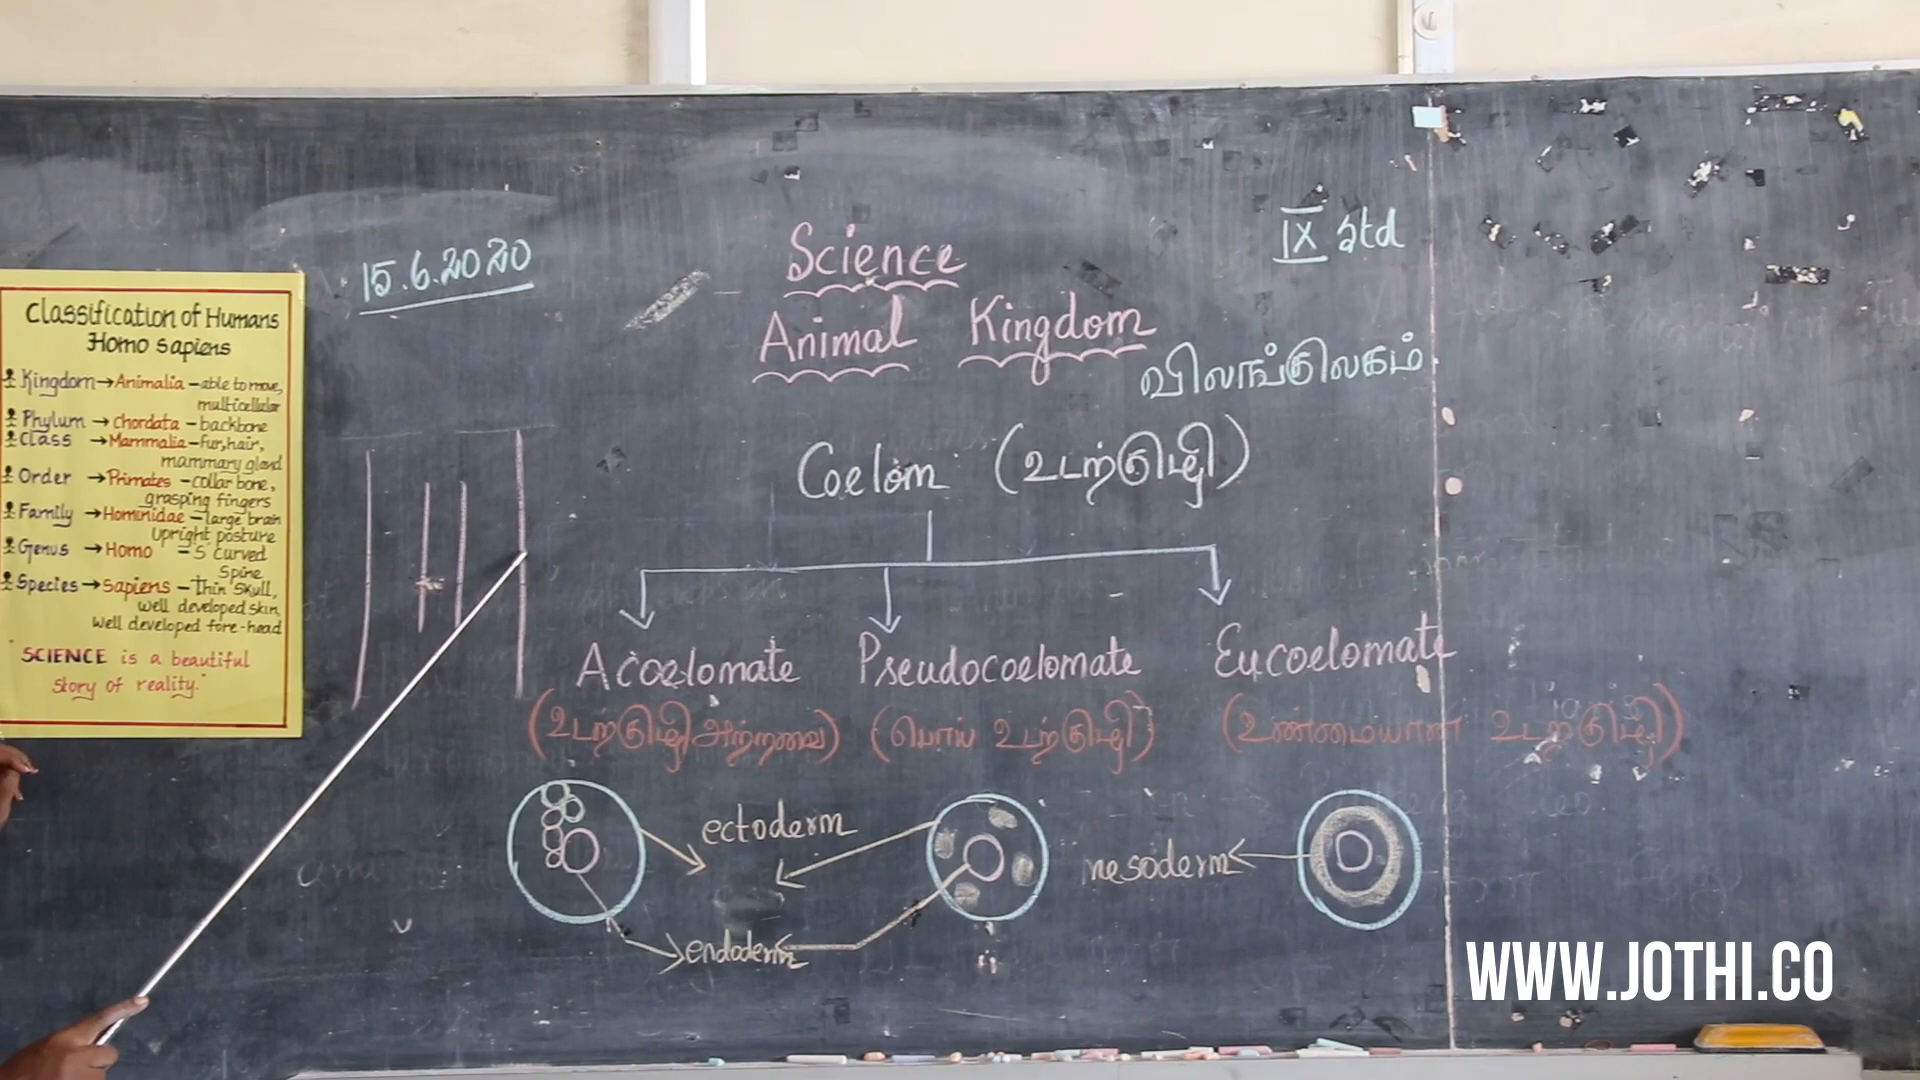 15.6.2020
Science
IX std
Animal Kingdom
விலங்குலகம்.
Coelom (உடற்குழி)
Acoelomate Pseudocoelomate Eucoelomate
(உடற்குழி அற்றவை) (பொய் உடற்குழி) (உண்மையான உடற்குழி)
ectoderm
mesoderm
endoderm
Classification of Humans
Homo sapiens
Kingdom → Animalia – able to move,
multicellular
Phylum → Chordata – backbone
Class → Mammalia – fur, hair,
mammary gland
Order → Primates – collar bone,
grasping fingers
Family → Hominidae – large brain
upright posture
Genus → Homo – 'S' curved
Spine
Species → Sapiens – Thin skull,
well developed skin,
well developed fore-head
"SCIENCE is a beautiful
story of reality."
WWW.JOTHI.CO